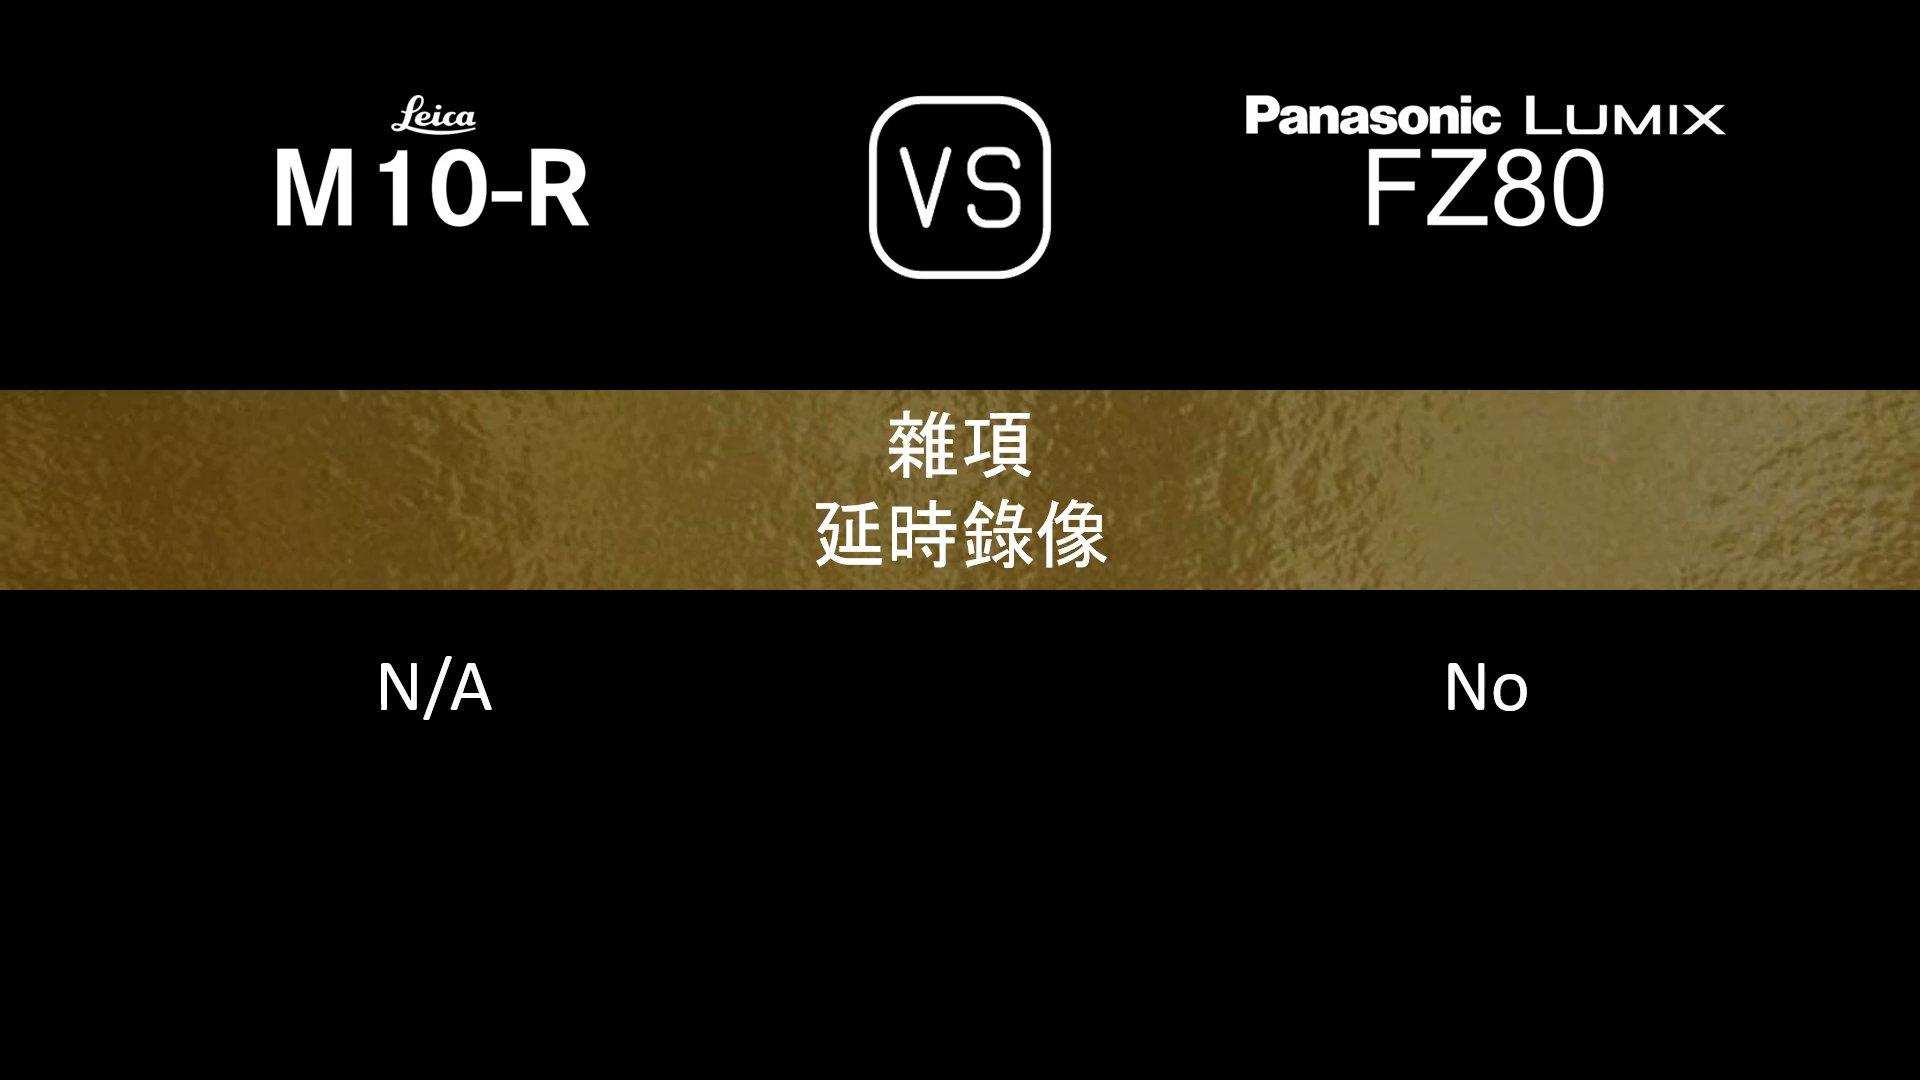 Leica
M10-R
VS
Panasonic LUMIX
FZ80
雜項
延時錄像
N/A
No